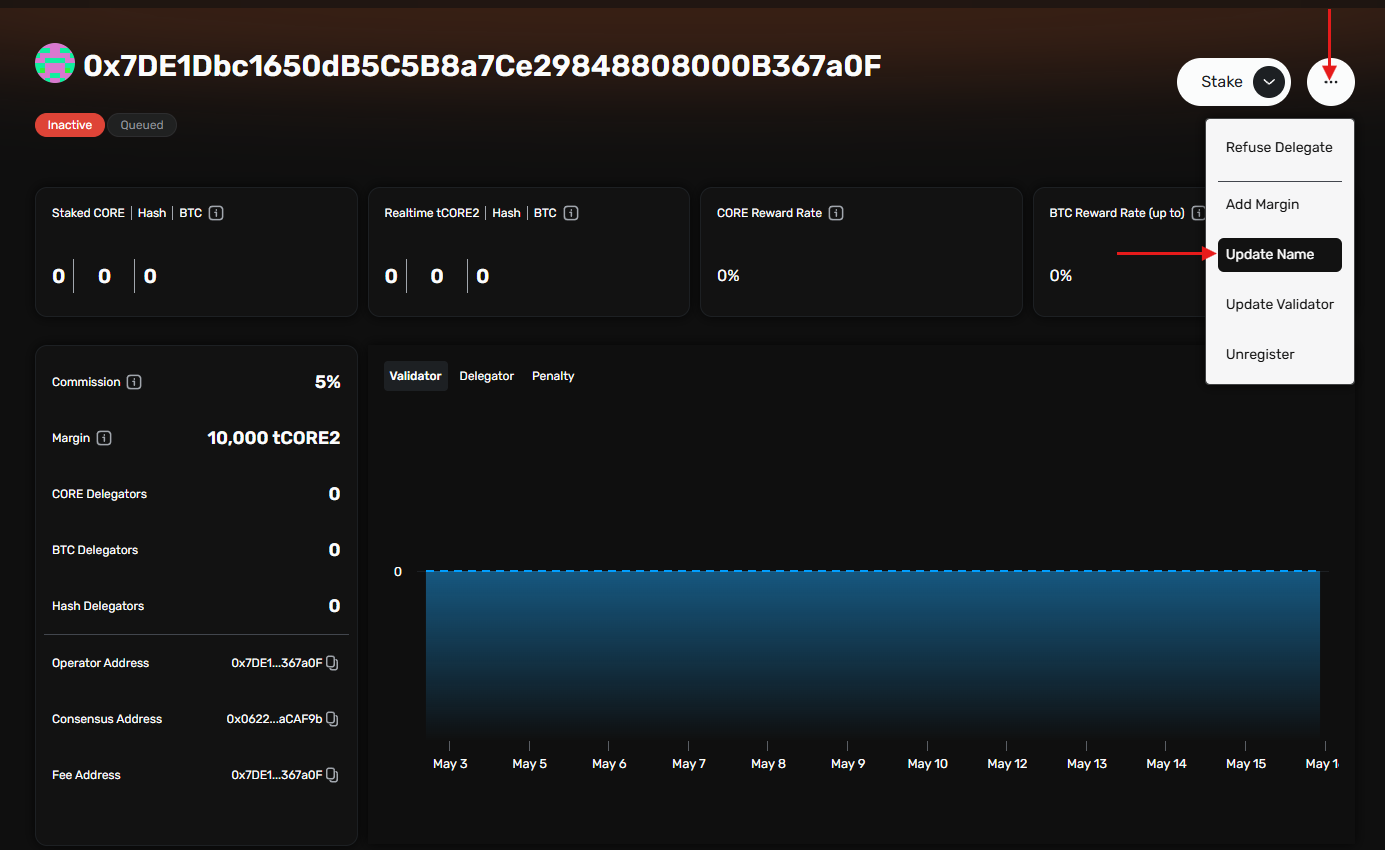 0x7DE1Dbc1650dB5C5B8a7Ce29848808000B367a0F
Stake
Inactive Queued
Refuse Delegate
Add Margin
Update Name
Update Validator
Unregister
Staked CORE | Hash | BTC
0 0 0
Realtime tCORE2 | Hash | BTC
0 0 0
CORE Reward Rate
0%
BTC Reward Rate (up to)
0%
Commission 5%
Margin 10,000 tCORE2
CORE Delegators 0
BTC Delegators 0
Hash Delegators 0
Operator Address 0x7DE1...367a0F
Consensus Address 0x0622...aCAF9b
Fee Address 0x7DE1...367a0F
Validator Delegator Penalty
0
May 3 May 5 May 6 May 7 May 8 May 9 May 10 May 12 May 13 May 14 May 15 May